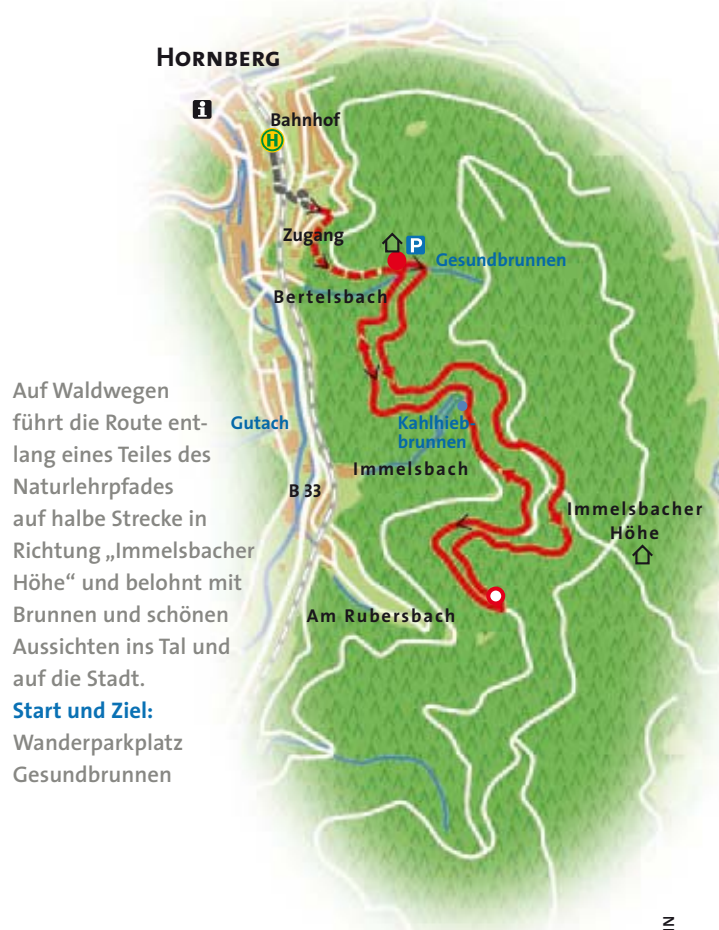 HORNBERG
i
Bahnhof
H
Zugang
P
Gesundbrunnen
Bertelsbach
Auf Waldwegen
führt die Route ent-
lang eines Teiles des
Naturlehrpfades
auf halbe Strecke in
Richtung „Immelsbacher
Höhe“ und belohnt mit
Brunnen und schönen
Aussichten ins Tal und
auf die Stadt.
Start und Ziel:
Wanderparkplatz
Gesundbrunnen
Gutach
Kahlhieb-
brunnen
Immelsbach
B 33
Immelsbacher
Höhe
Am Rubersbach
IN